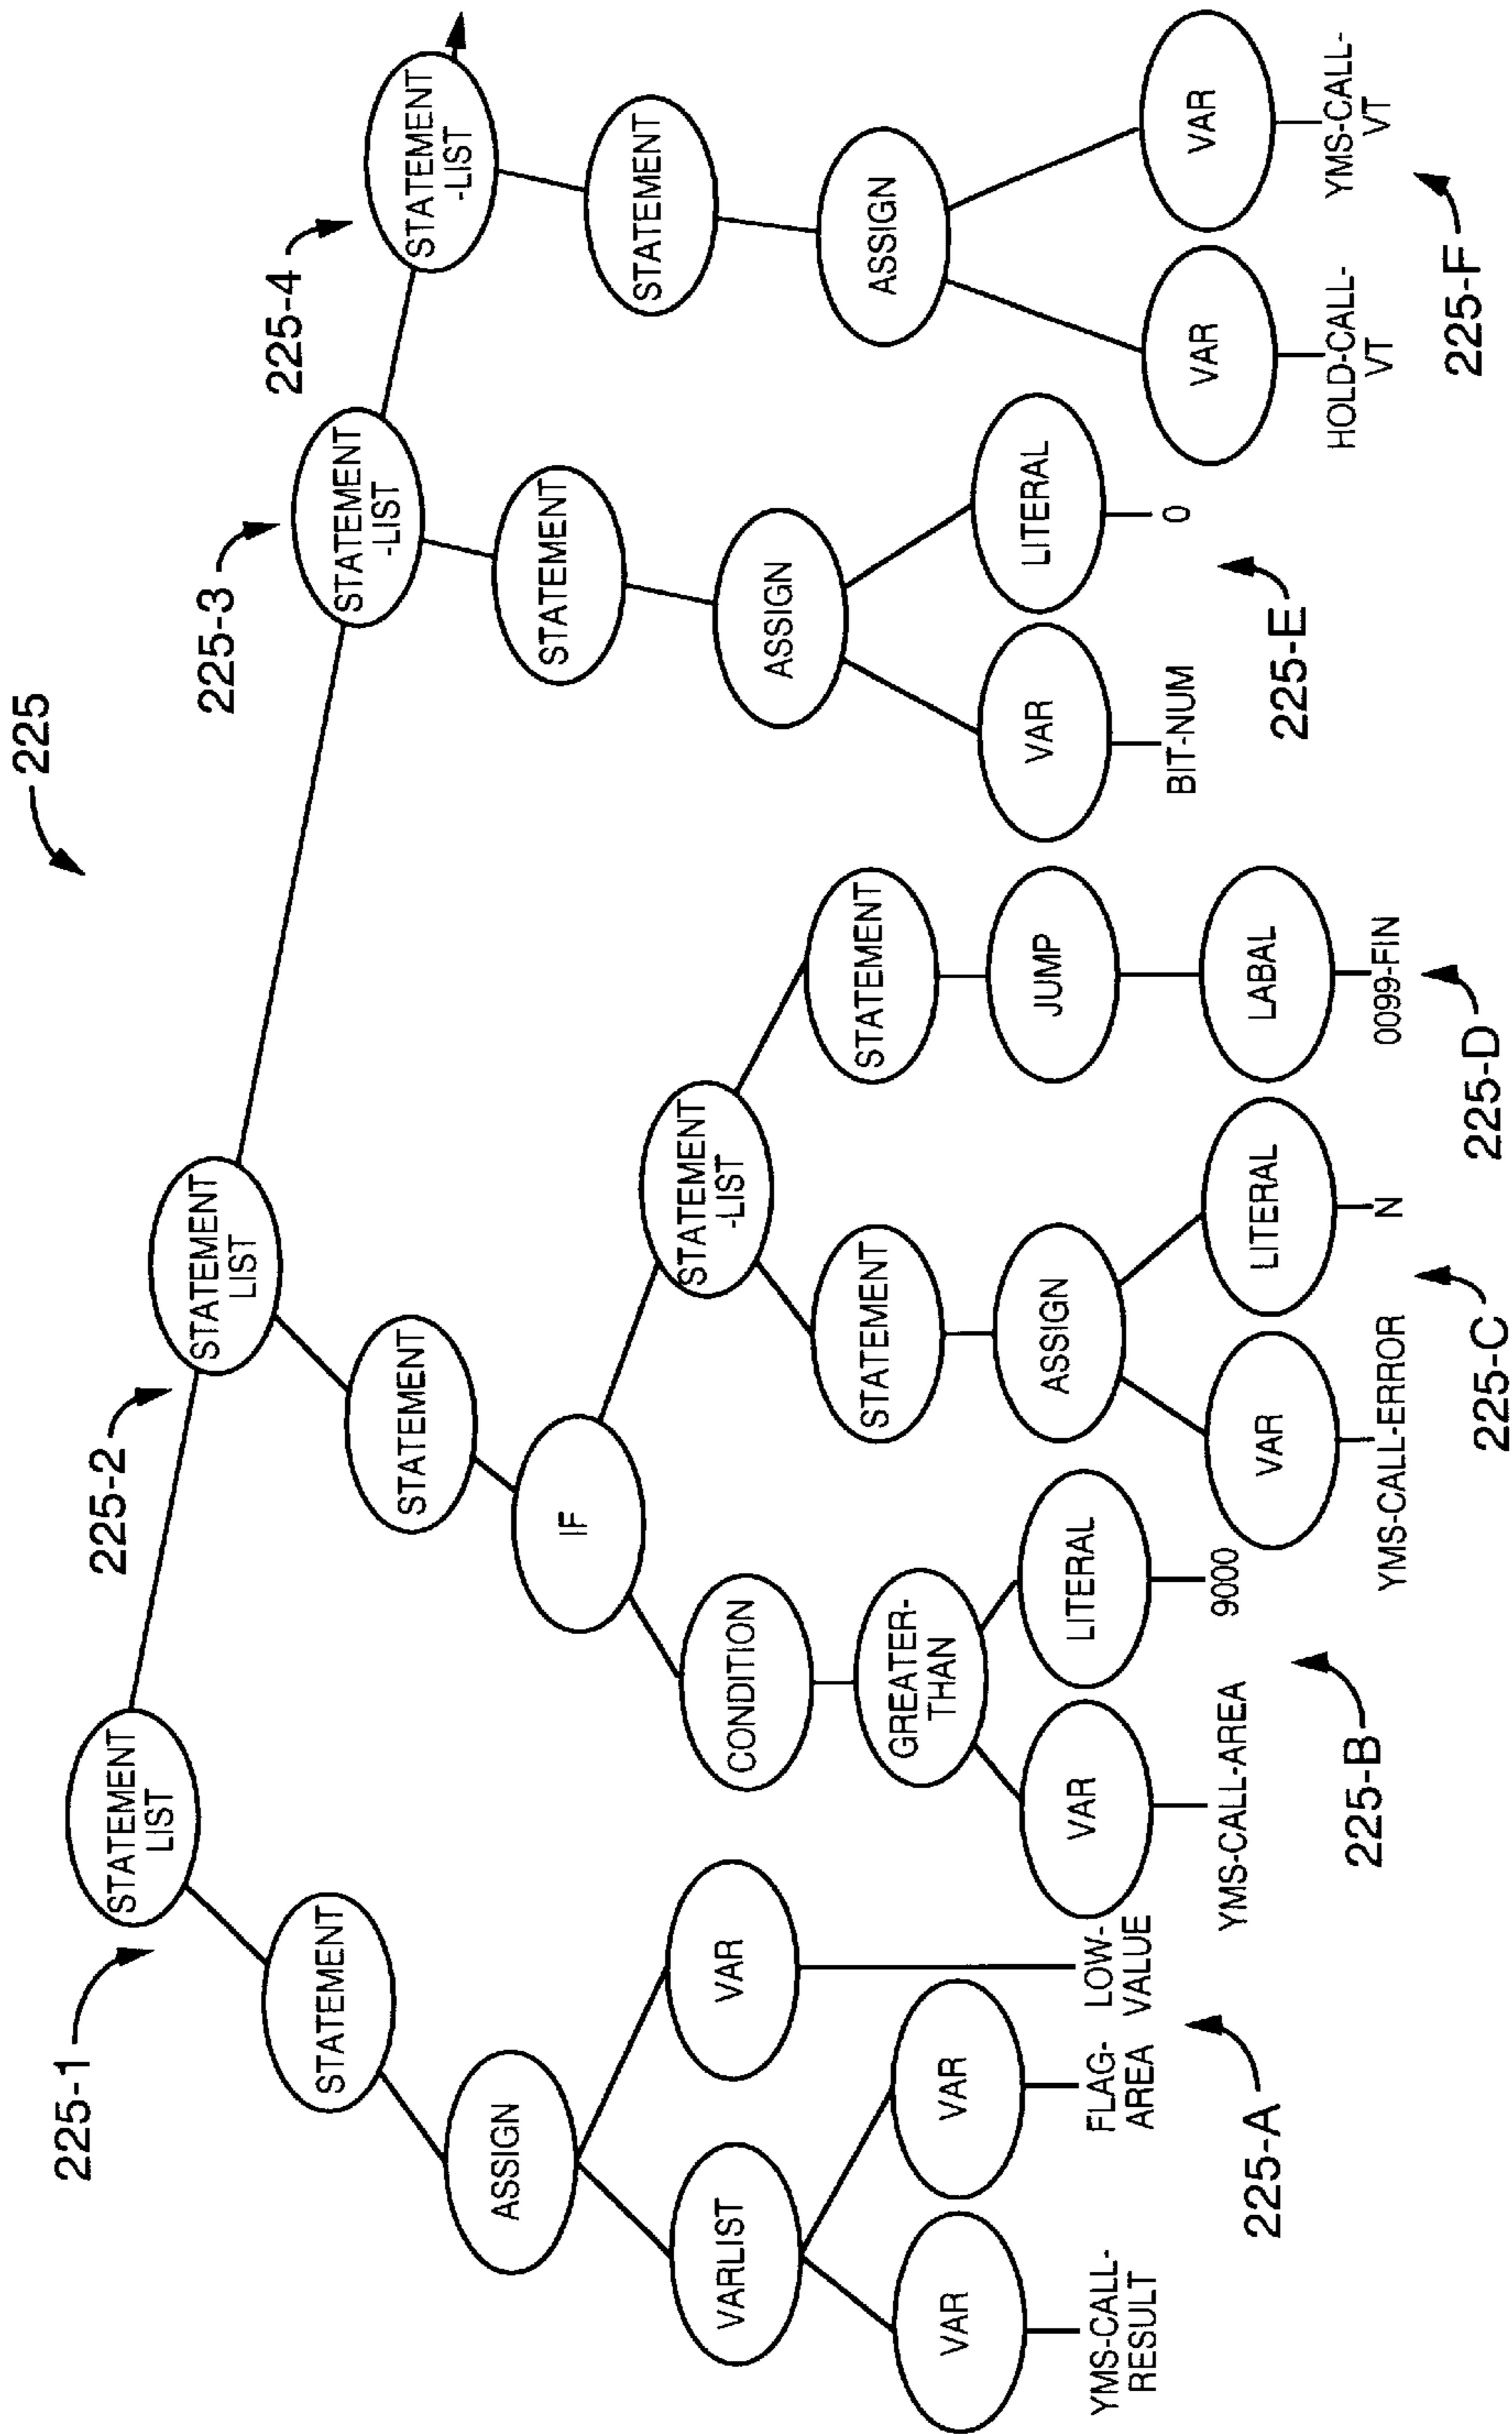 225
225-1
STATEMENT
LIST
225-2
STATEMENT
LIST
225-3
STATEMENT
-LIST
225-4
STATEMENT
-LIST
STATEMENT
ASSIGN
VARLIST
VAR
VAR
VAR
YMS-CALL-
RESULT
FLAG-
AREA
LOW-
VALUE
225-A
STATEMENT
IF
CONDITION
GREATER-
THAN
VAR
LITERAL
YMS-CALL-AREA
9000
225-B
STATEMENT
-LIST
STATEMENT
ASSIGN
VAR
LITERAL
YMS-CALL-ERROR
N
225-C
STATEMENT
JUMP
LABAL
0099-FIN
225-D
STATEMENT
ASSIGN
VAR
LITERAL
BIT-NUM
0
225-E
STATEMENT
ASSIGN
VAR
VAR
HOLD-CALL-
VT
YMS-CALL-
VT
225-F